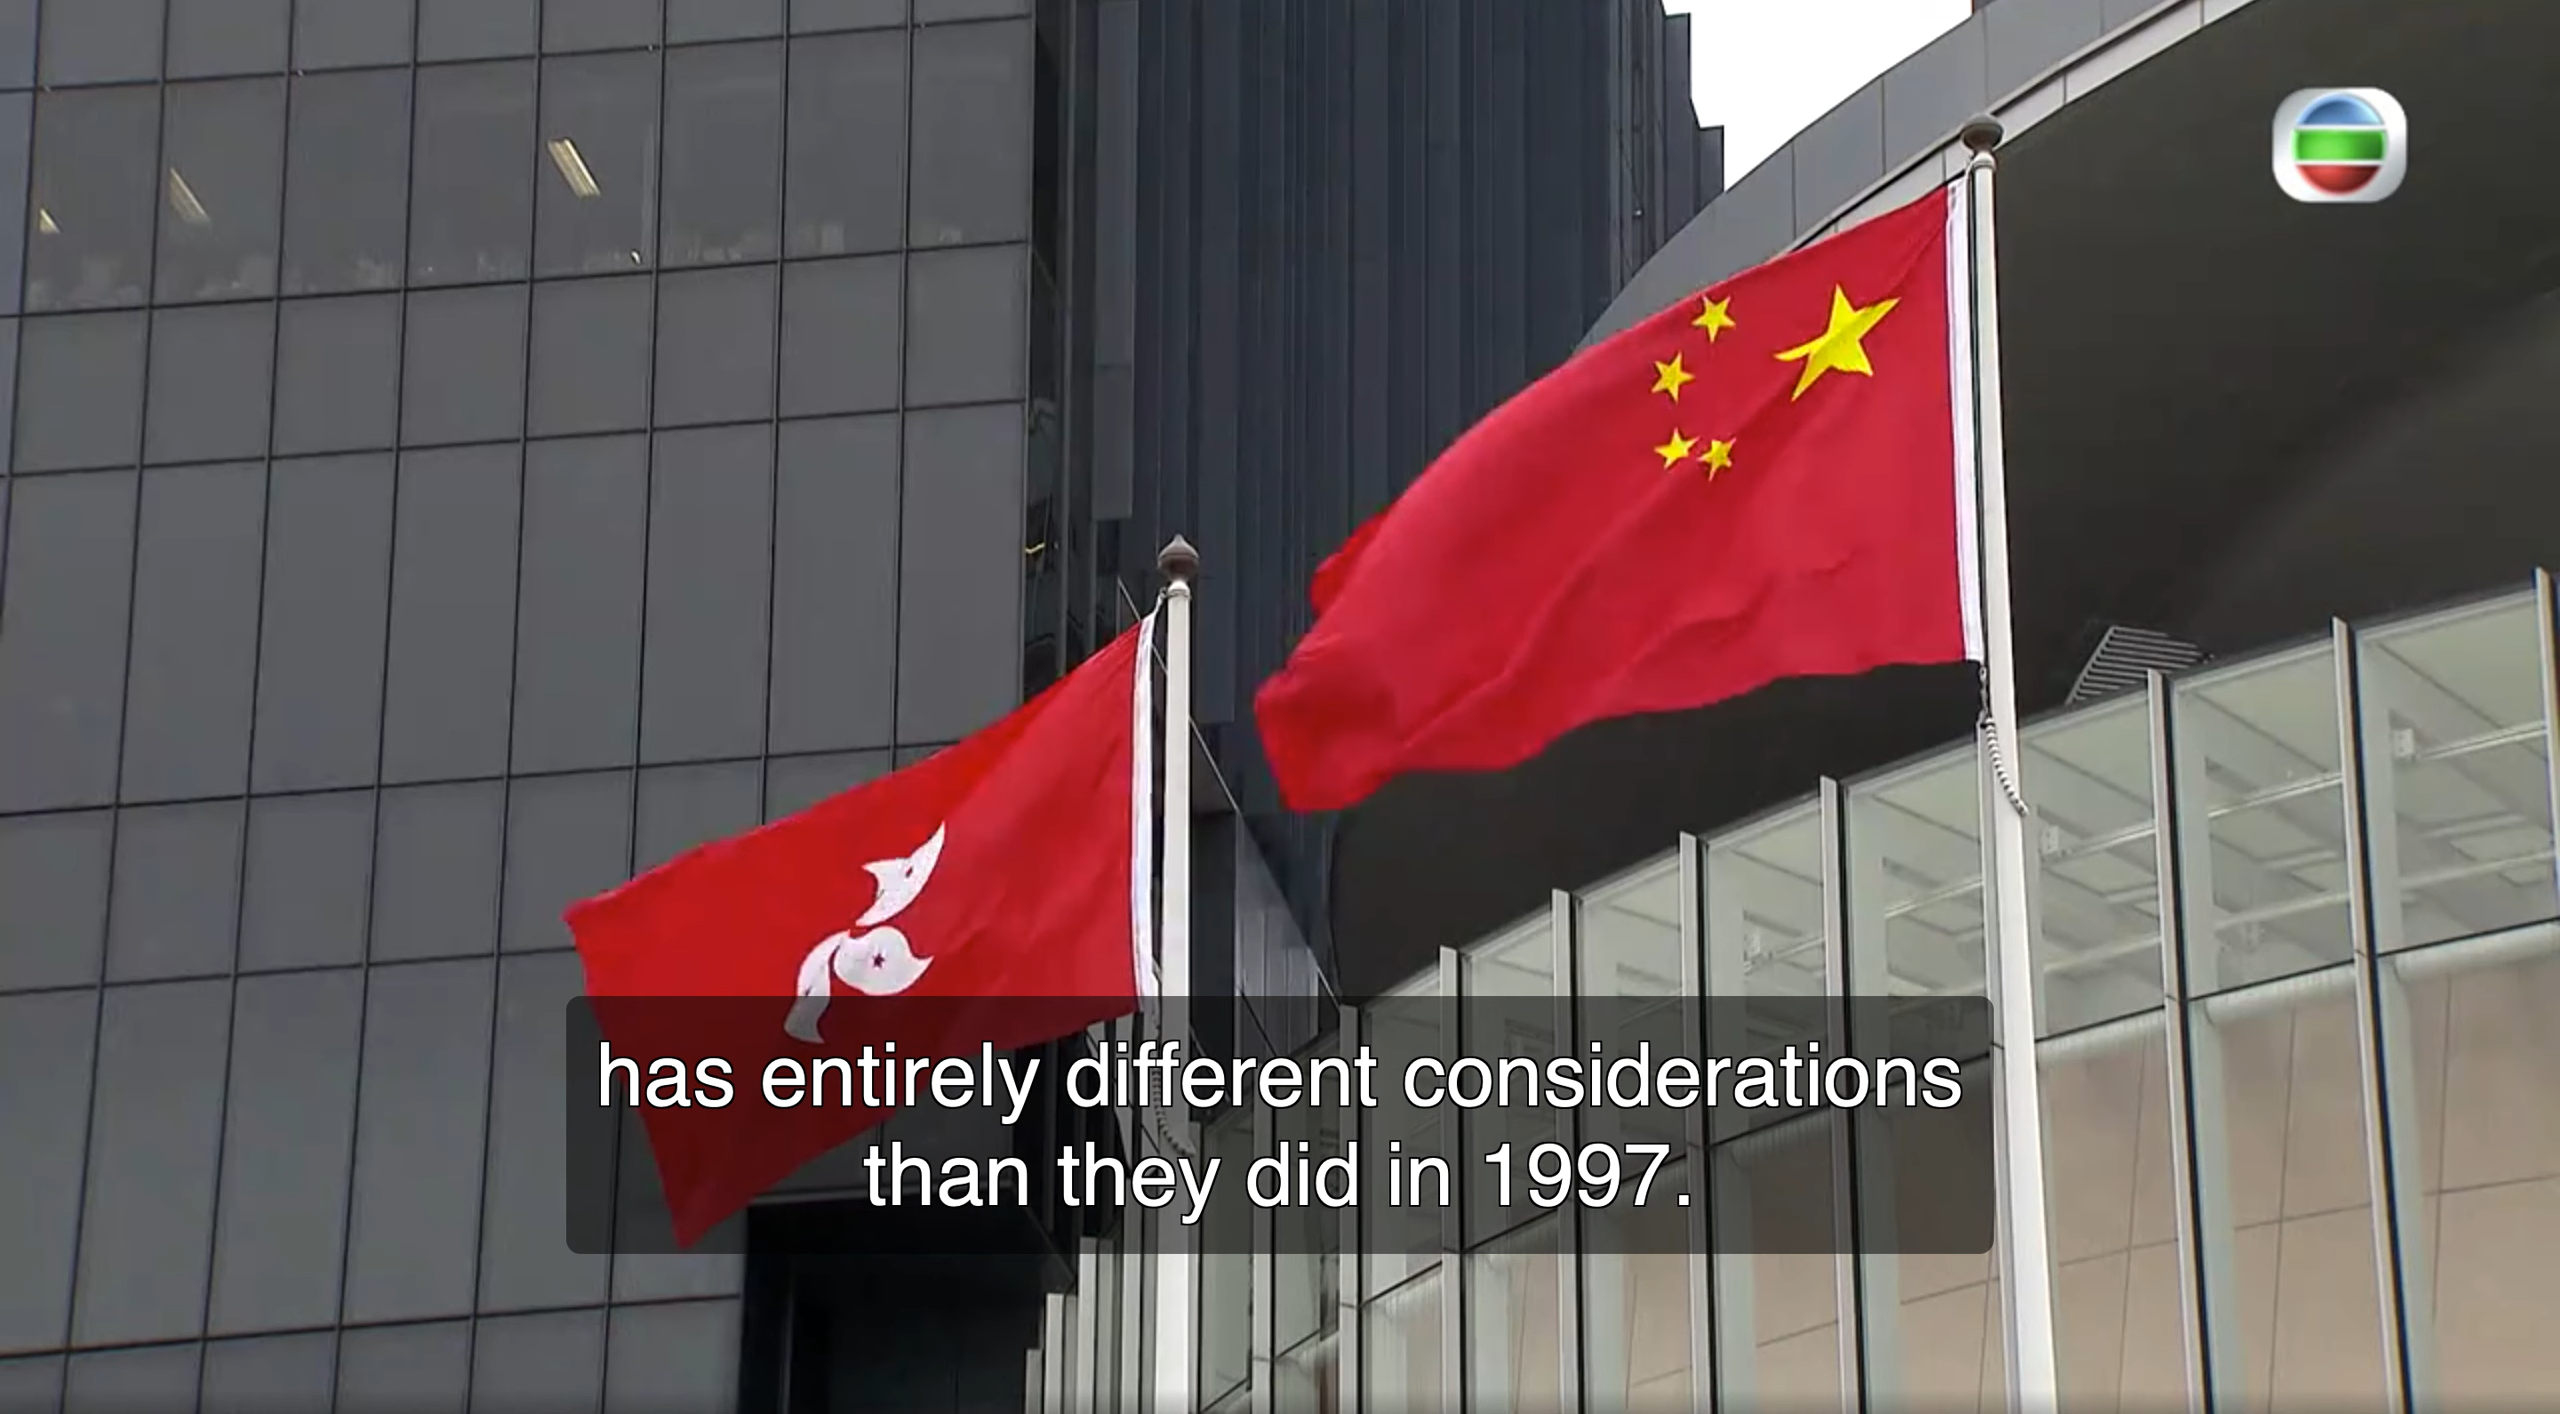 has entirely different considerations
than they did in 1997.